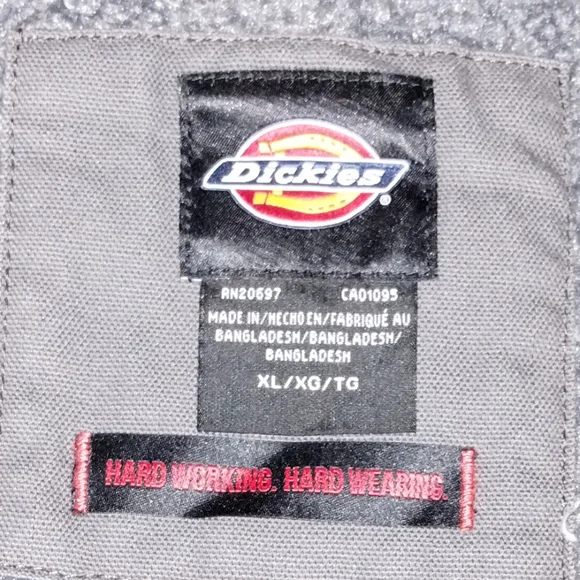 Dickies
®
RN20697 CA01095
MADE IN/HECHO EN/FABRIQUÉ AU
BANGLADESH/BANGLADESH/
BANGLADESH
XL/XG/TG
HARD WORKING. HARD WEARING.